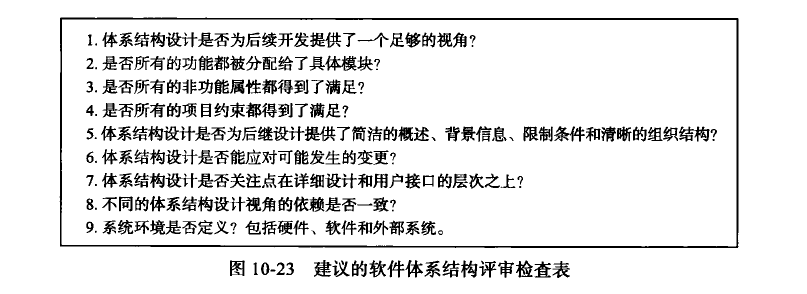 1. 体系结构设计是否为后续开发提供了一个足够的视角?
2. 是否所有的功能都被分配给了具体模块?
3. 是否所有的非功能属性都得到了满足?
4. 是否所有的项目约束都得到了满足?
5. 体系结构设计是否为后继设计提供了简洁的概述、背景信息、限制条件和清晰的组织结构?
6. 体系结构设计是否能应对可能发生的变更?
7. 体系结构设计是否关注点在详细设计和用户接口的层次之上?
8. 不同的体系结构设计视角的依赖是否一致?
9. 系统环境是否定义? 包括硬件、软件和外部系统。
图 10-23 建议的软件体系结构评审检查表